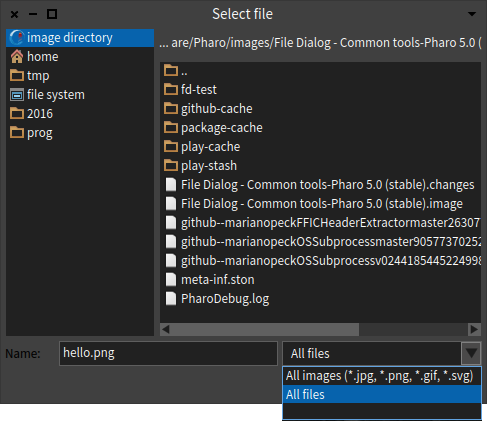 Select file
image directory
home
tmp
file system
2016
prog
... are/Pharo/images/File Dialog - Common tools-Pharo 5.0 (
..
fd-test
github-cache
package-cache
play-cache
play-stash
File Dialog - Common tools-Pharo 5.0 (stable).changes
File Dialog - Common tools-Pharo 5.0 (stable).image
github--marianopeckFFICHeaderExtractormaster26307
github--marianopeckOSSubprocessmaster90577370252
github--marianopeckOSSubprocessv0244185445224998
meta-inf.ston
PharoDebug.log
Name:
hello.png
All files
All images (*.jpg, *.png, *.gif, *.svg)
All files